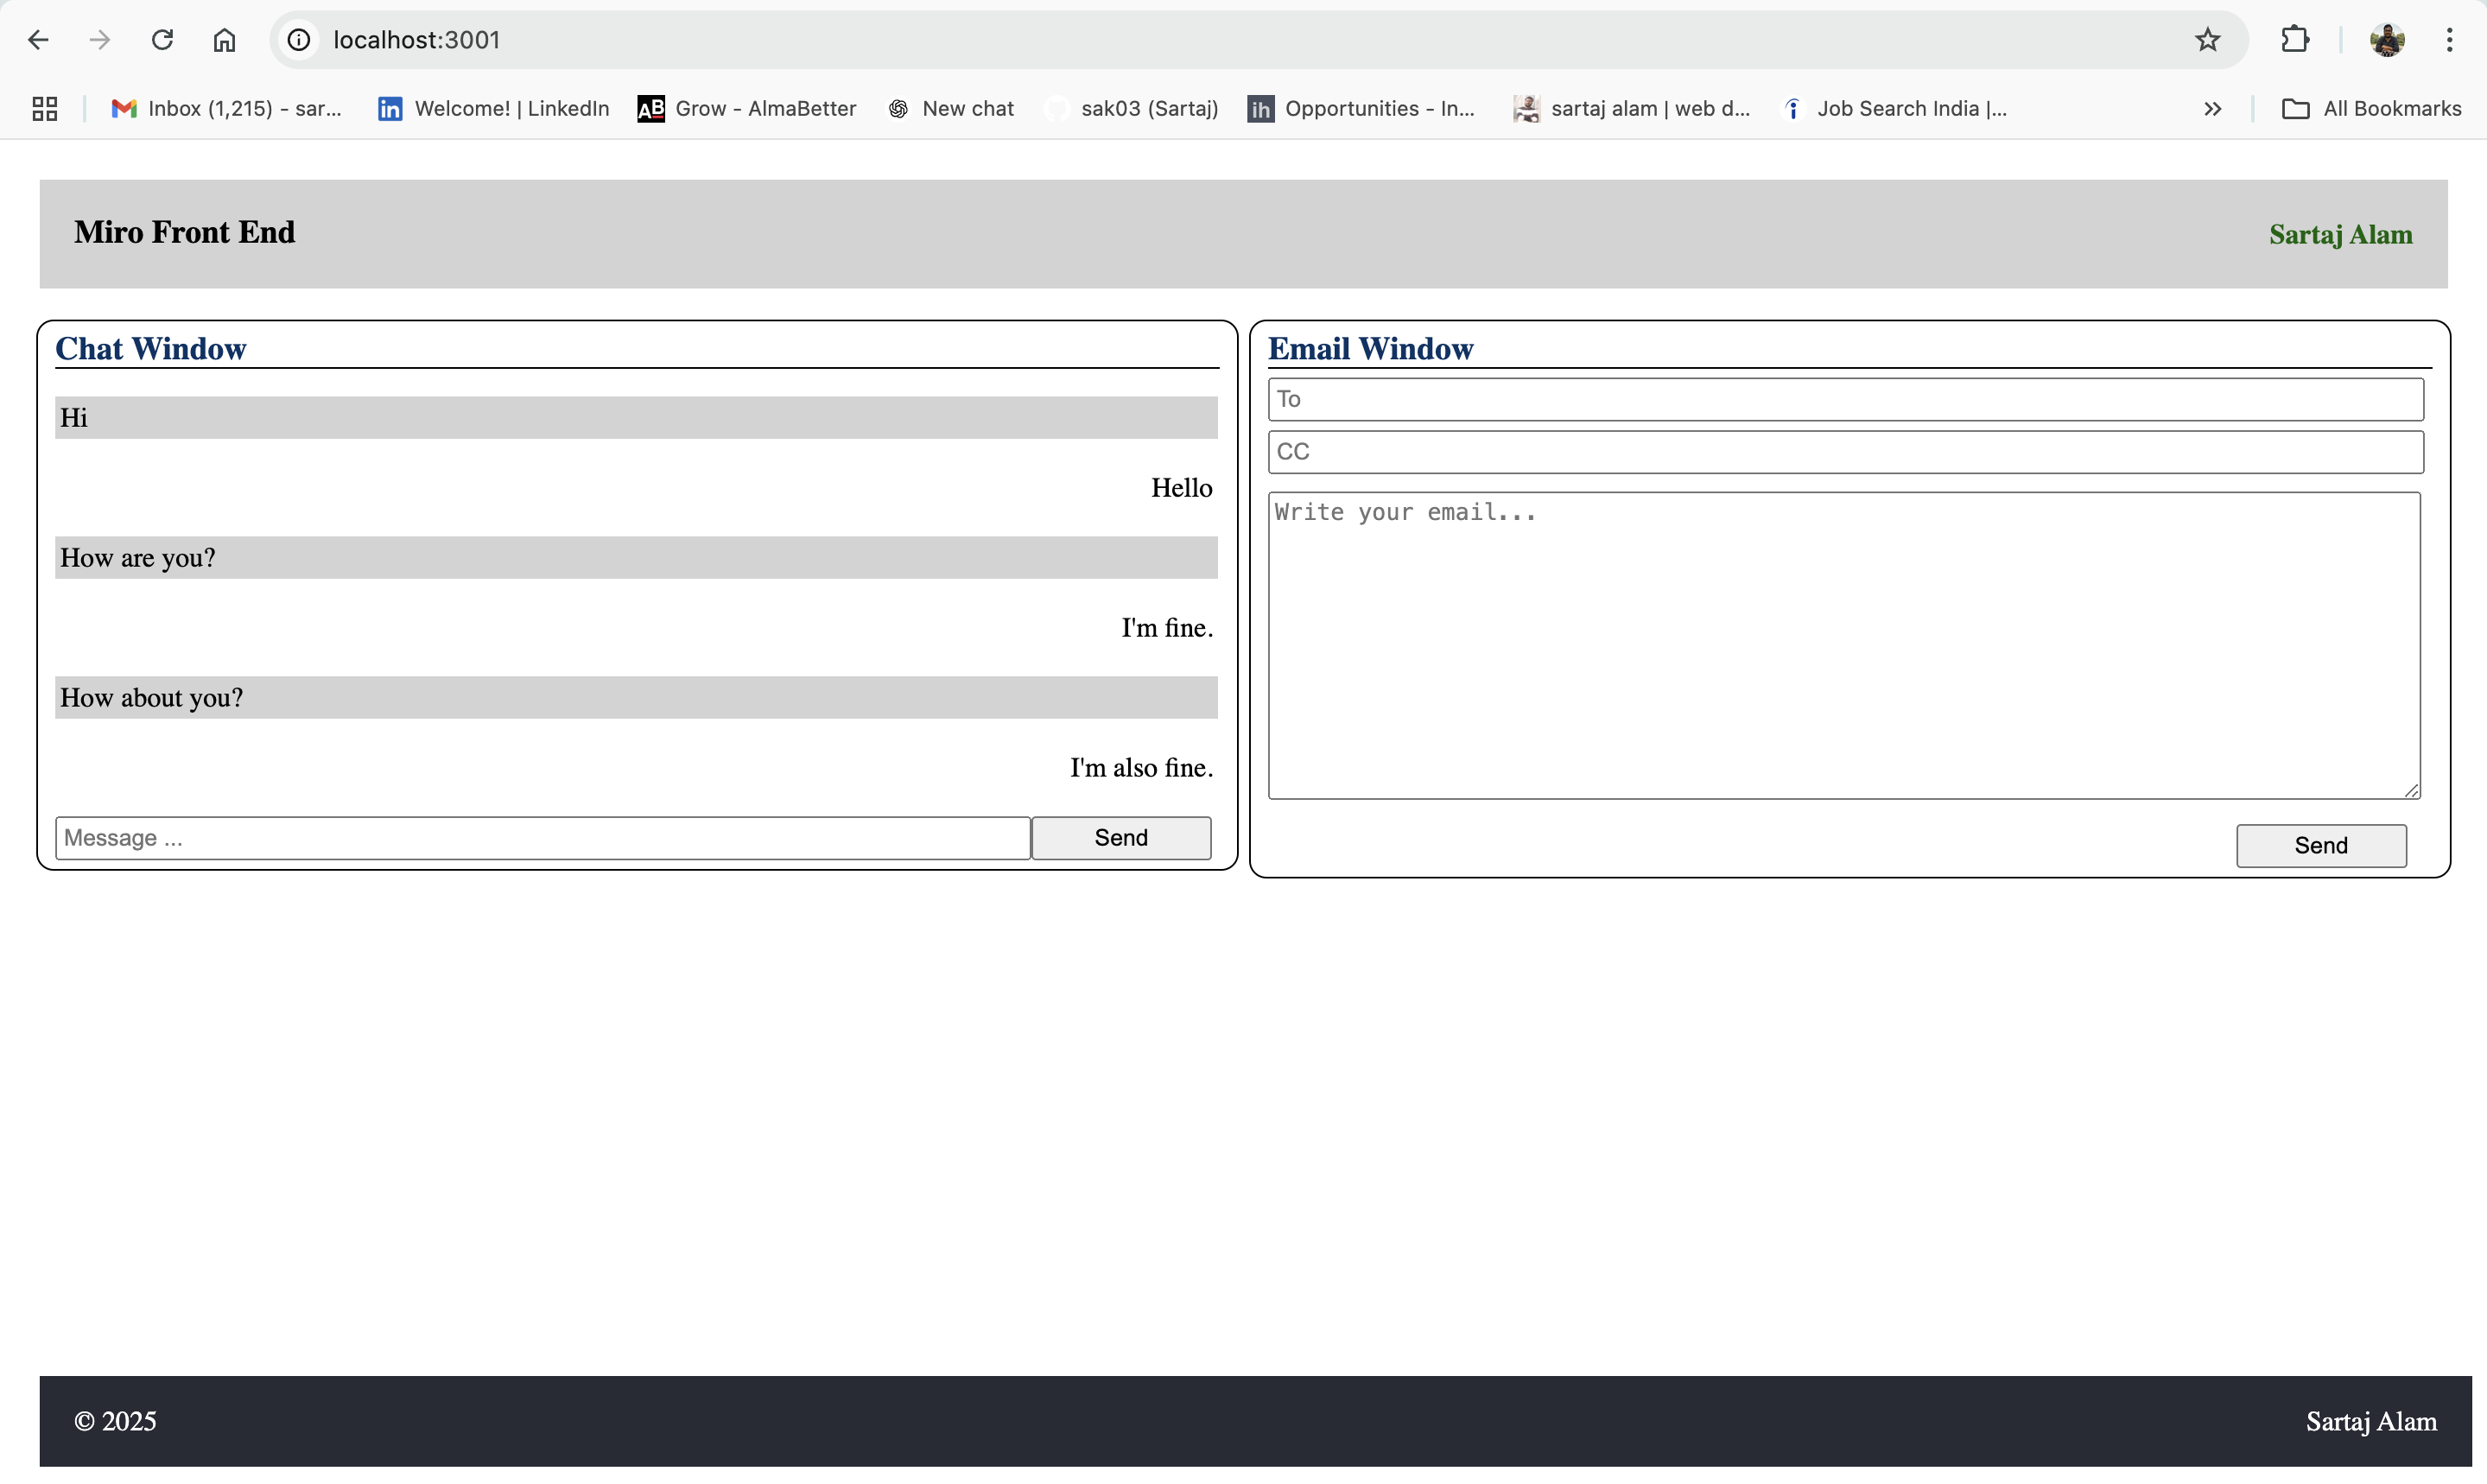 localhost:3001
Inbox (1,215) - sar...
Welcome! | LinkedIn
AB Grow - AlmaBetter
New chat
sak03 (Sartaj)
ih Opportunities - In...
sartaj alam | web d...
Job Search India |...
All Bookmarks
Miro Front End
Sartaj Alam
Chat Window
Hi
Hello
How are you?
I'm fine.
How about you?
I'm also fine.
Message ...
Send
Email Window
To
CC
Write your email...
Send
© 2025
Sartaj Alam